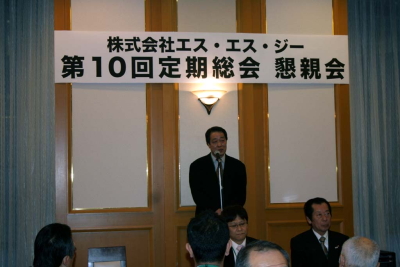 株式会社エス・エス・ジー
第10回定期総会 懇親会